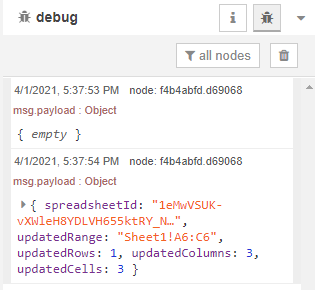 debug
i
all nodes
4/1/2021, 5:37:53 PM node: f4b4abfd.d69068
msg.payload : Object
{ empty }
4/1/2021, 5:37:54 PM node: f4b4abfd.d69068
msg.payload : Object
{ spreadsheetId: "1eMwVSUK-
vXWleH8YDLVH655ktRY_N…",
updatedRange: "Sheet1!A6:C6",
updatedRows: 1, updatedColumns: 3,
updatedCells: 3 }